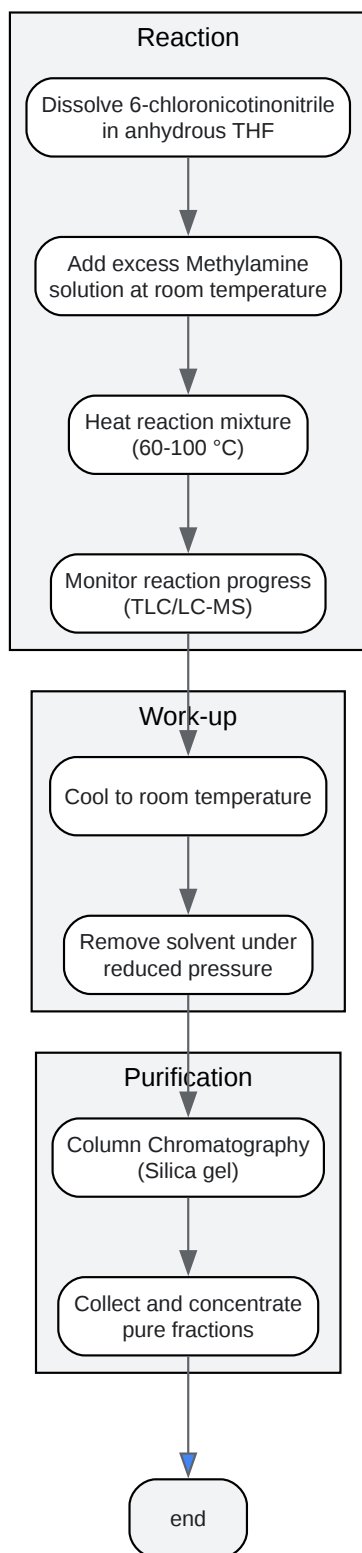 Reaction
Dissolve 6-chloronicotinonitrile
in anhydrous THF
Add excess Methylamine
solution at room temperature
Heat reaction mixture
(60-100 °C)
Monitor reaction progress
(TLC/LC-MS)
Work-up
Cool to room temperature
Remove solvent under
reduced pressure
Purification
Column Chromatography
(Silica gel)
Collect and concentrate
pure fractions
end